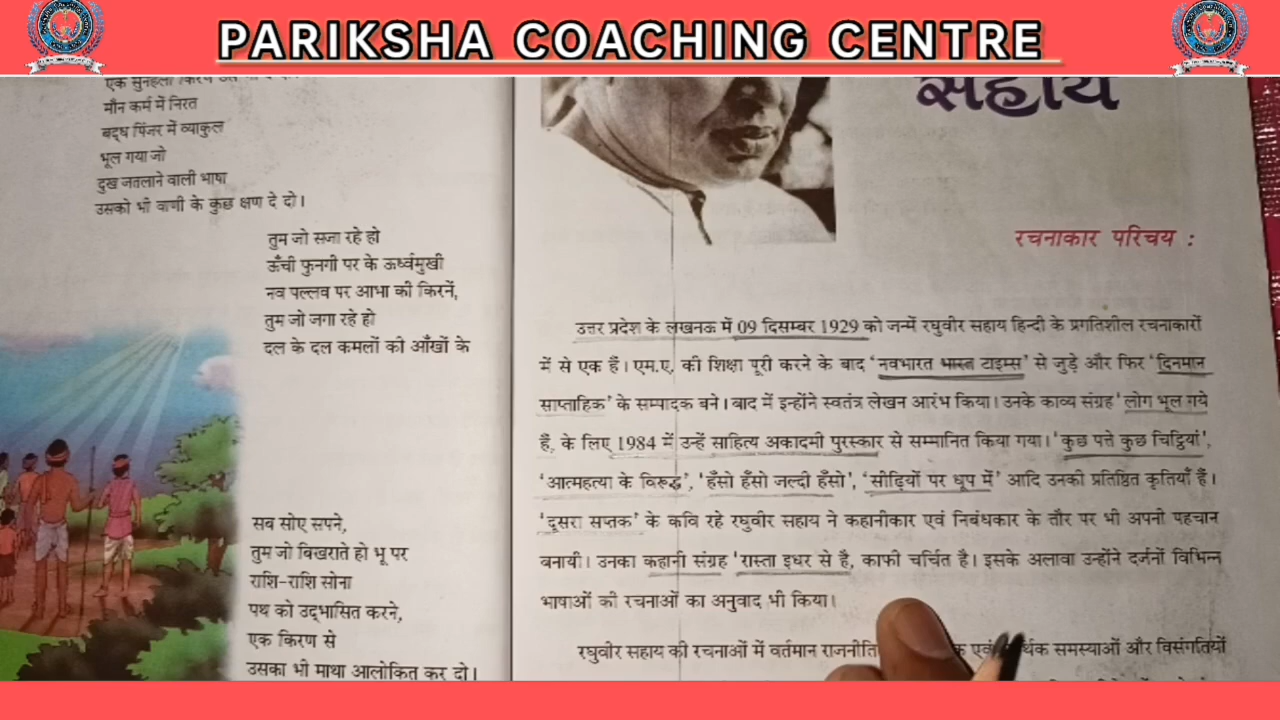 PARIKSHA COACHING CENTRE
मौन कर्म में निरत
बद्ध पिंजर में व्याकुल
भूल गया जो
दुख जतलाने वाली भाषा
उसको भी वाणी के कुछ क्षण दे दो।
तुम जो सजा रहे हो
ऊँची फुनगी पर के ऊर्ध्वमुखी
नव पल्लव पर आभा की किरनें,
तुम जो जगा रहे हो
दल के दल कमलों की आँखों के
सब सोए सपने,
तुम जो बिखराते हो भू पर
राशि-राशि सोना
पथ को उद्भासित करने,
एक किरण से
उसका भी माथा आलोकित कर दो।
सहाय
रचनाकार परिचय :
उत्तर प्रदेश के लखनऊ में 09 दिसम्बर 1929 को जन्में रघुवीर सहाय हिन्दी के प्रगतिशील रचनाकारों
में से एक हैं। एम.ए. की शिक्षा पूरी करने के बाद 'नवभारत भारत टाइम्स' से जुड़े और फिर 'दिनमान
साप्ताहिक' के सम्पादक बने। बाद में इन्होंने स्वतंत्र लेखन आरंभ किया। उनके काव्य संग्रह 'लोग भूल गये
हैं, के लिए 1984 में उन्हें साहित्य अकादमी पुरस्कार से सम्मानित किया गया। 'कुछ पत्ते कुछ चिट्ठियां',
'आत्महत्या के विरुद्ध', 'हँसो हँसो जल्दी हँसो', 'सीढ़ियों पर धूप में' आदि उनकी प्रतिष्ठित कृतियाँ हैं।
'दूसरा सप्तक' के कवि रहे रघुवीर सहाय ने कहानीकार एवं निबंधकार के तौर पर भी अपनी पहचान
बनायी। उनका कहानी संग्रह 'रास्ता इधर से है, काफी चर्चित है। इसके अलावा उन्होंने दर्जनों विभिन्न
भाषाओं की रचनाओं का अनुवाद भी किया।
रघुवीर सहाय की रचनाओं में वर्तमान समस्याओं और विसंगतियों